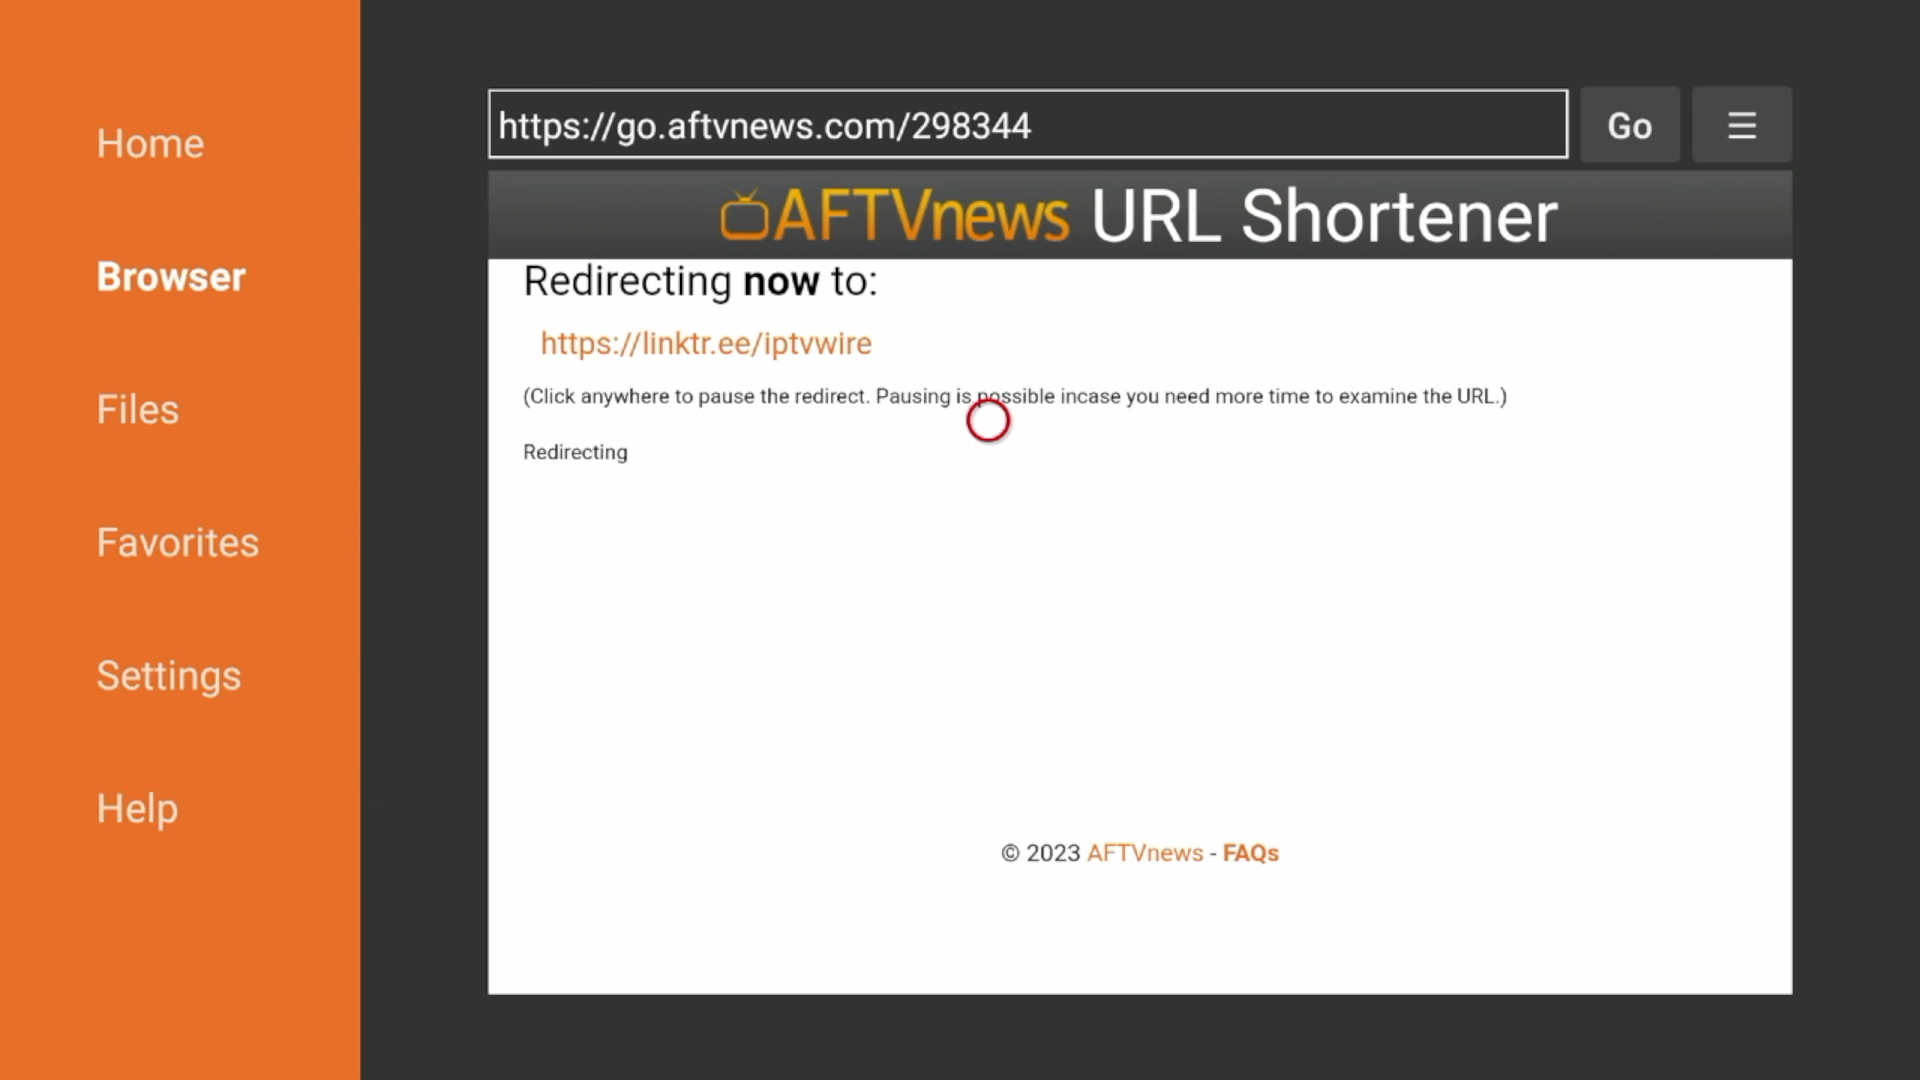 Home
Browser
Files
Favorites
Settings
Help
https://go.aftvnews.com/298344
Go
☰
AFTVnews URL Shortener
Redirecting now to:
https://linktr.ee/iptvwire
(Click anywhere to pause the redirect. Pausing is possible incase you need more time to examine the URL.)
Redirecting
© 2023 AFTVnews - FAQs